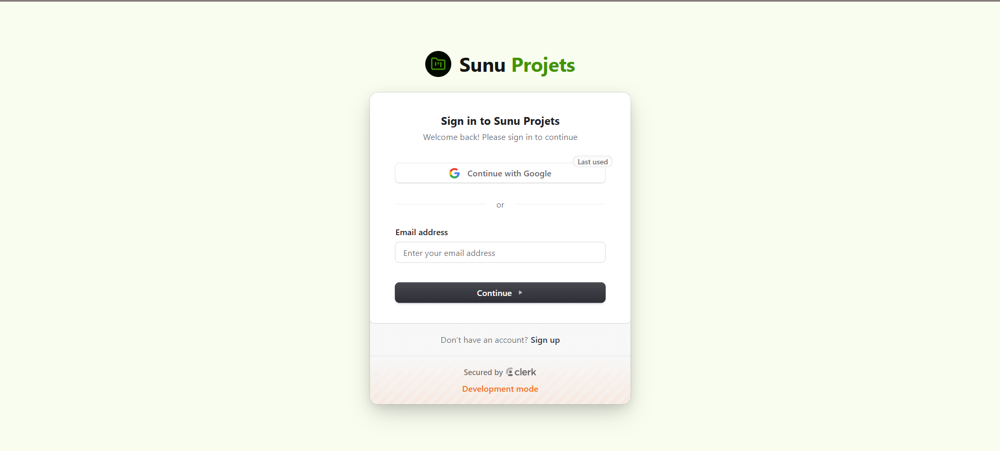 Sunu Projets
Sign in to Sunu Projets
Welcome back! Please sign in to continue
Last used
Continue with Google
or
Email address
Enter your email address
Continue
Don't have an account? Sign up
Secured by clerk
Development mode